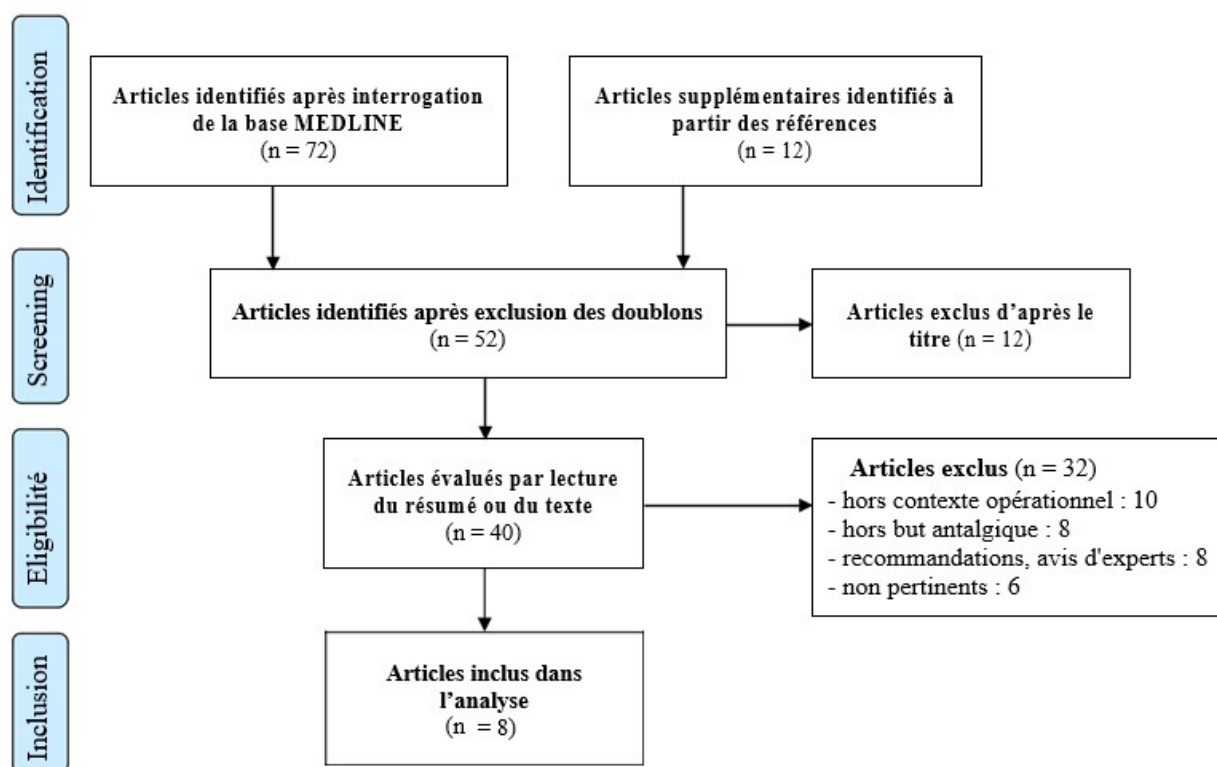 Identification
Articles identifiés après interrogation
de la base MEDLINE
(n = 72)
Articles supplémentaires identifiés à
partir des références
(n = 12)
Screening
Articles identifiés après exclusion des doublons
(n = 52)
Articles exclus d’après le
titre (n = 12)
Eligibilité
Articles évalués par lecture
du résumé ou du texte
(n = 40)
Articles exclus (n = 32)
- hors contexte opérationnel : 10
- hors but antalgique : 8
- recommandations, avis d'experts : 8
- non pertinents : 6
Inclusion
Articles inclus dans
l’analyse
(n = 8)